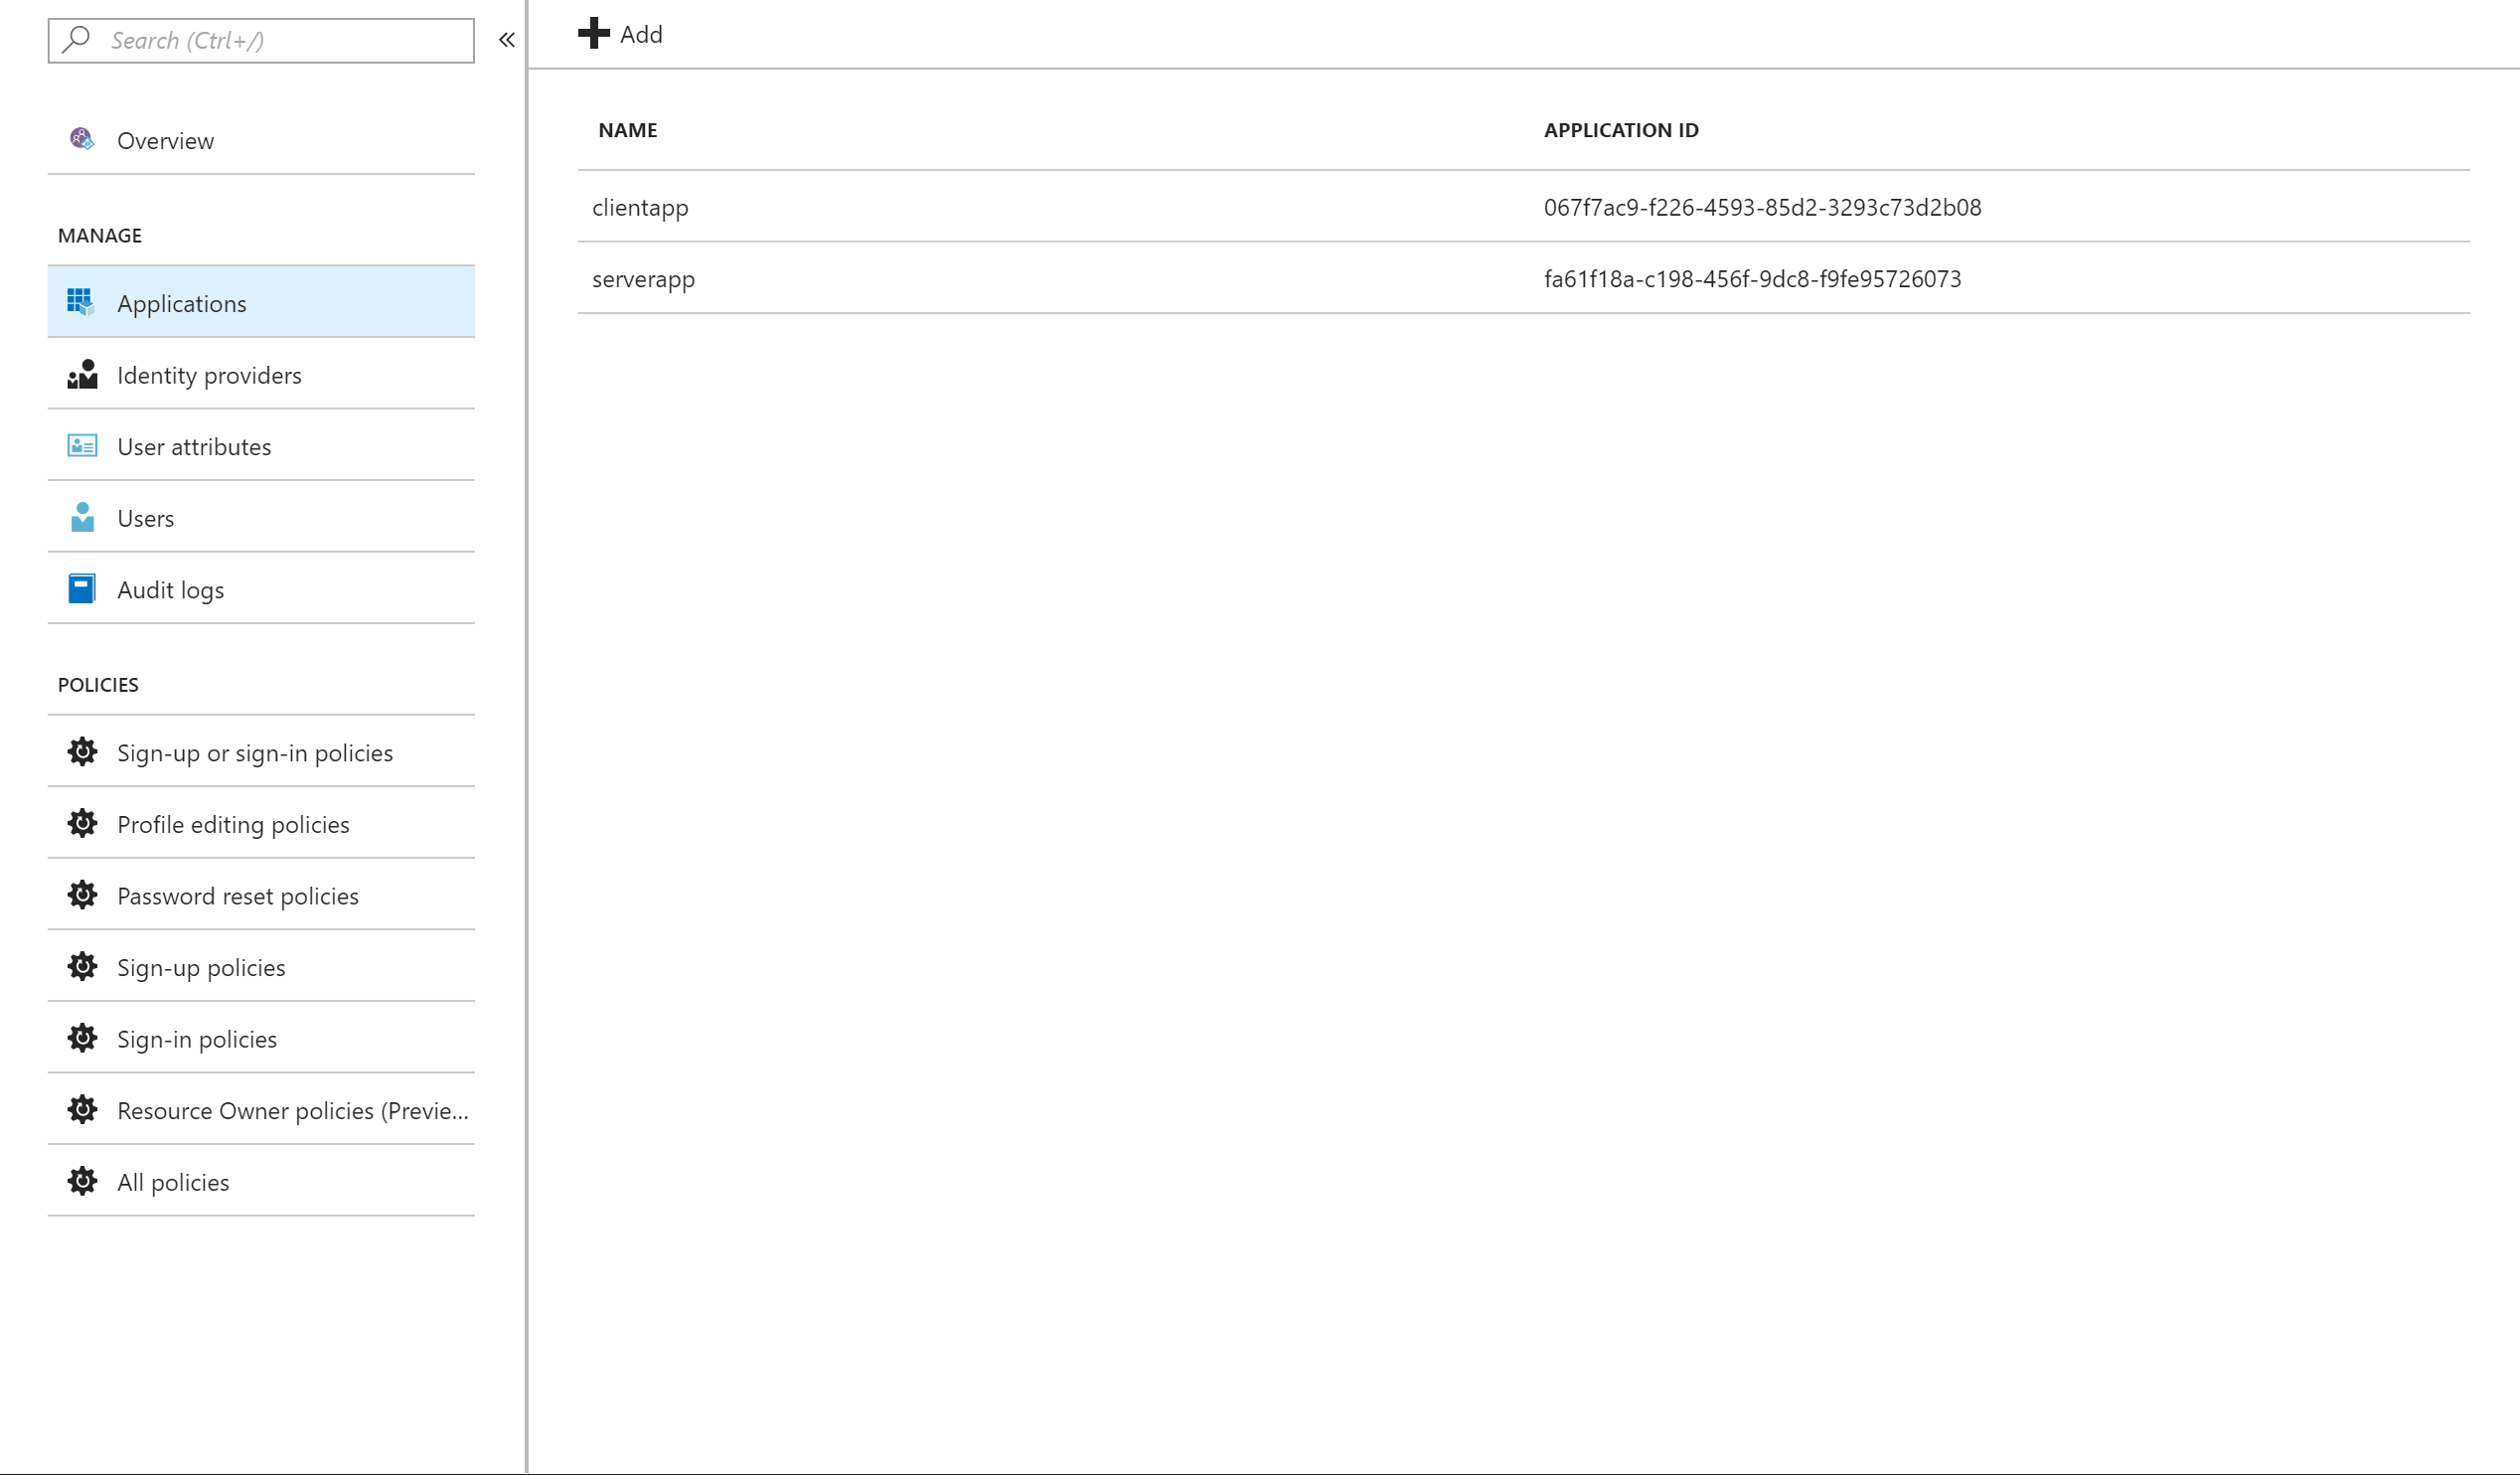 Search (Ctrl+/)
«
Overview
MANAGE
Applications
Identity providers
User attributes
Users
Audit logs
POLICIES
Sign-up or sign-in policies
Profile editing policies
Password reset policies
Sign-up policies
Sign-in policies
Resource Owner policies (Previe...
All policies
Add
NAME APPLICATION ID
clientapp 067f7ac9-f226-4593-85d2-3293c73d2b08
serverapp fa61f18a-c198-456f-9dc8-f9fe95726073